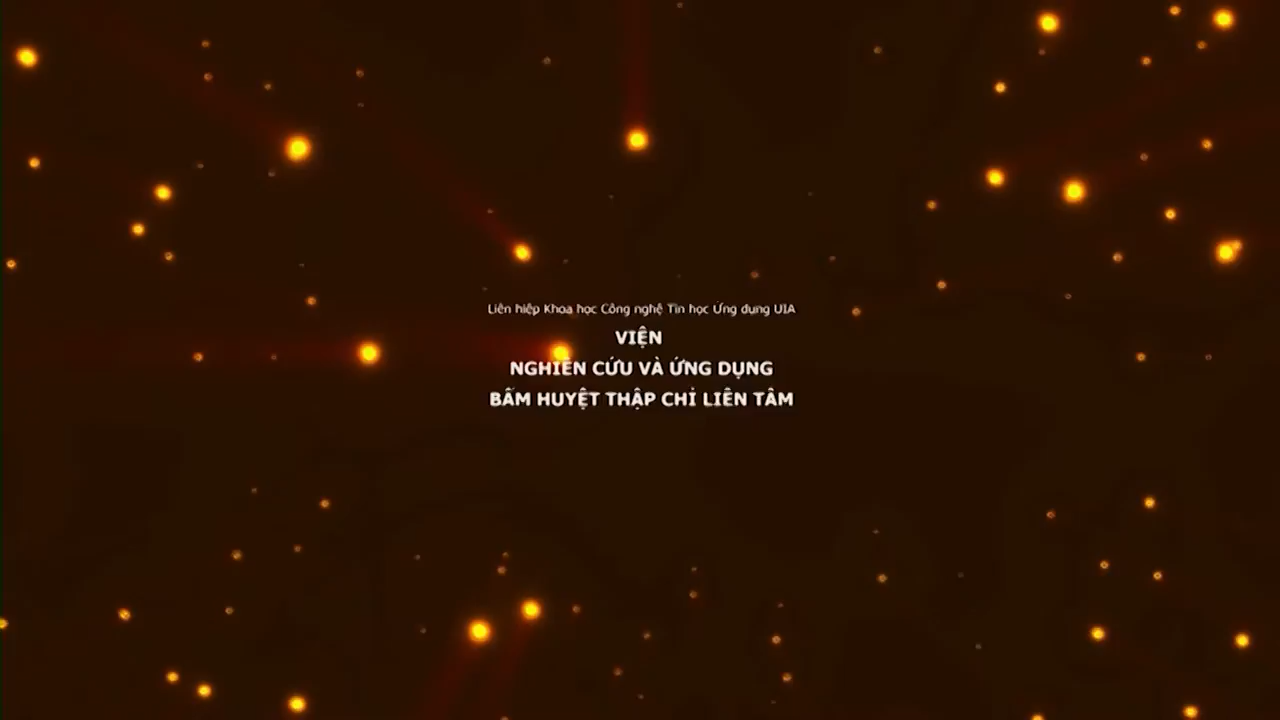 Liên hiệp Khoa học Công nghệ Tin học Ứng dụng UIA
VIỆN
NGHIÊN CỨU VÀ ỨNG DỤNG
BẤM HUYỆT THẬP CHỈ LIÊN TÂM